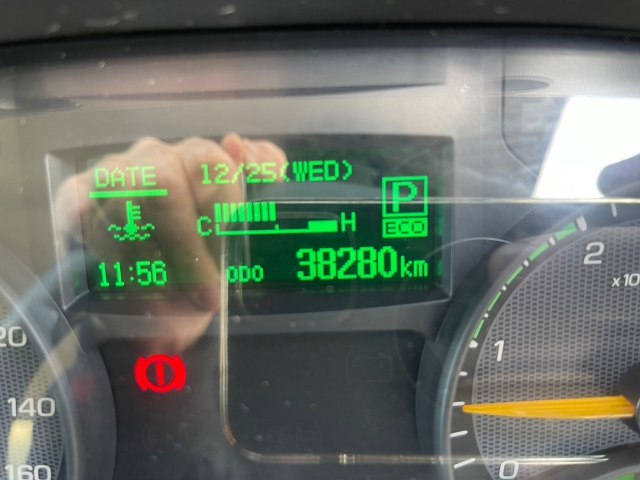 DATE 12/25(WED)
P
C H ECO
11:56 ODO 38280km
20
140
160
2
x10
1
0